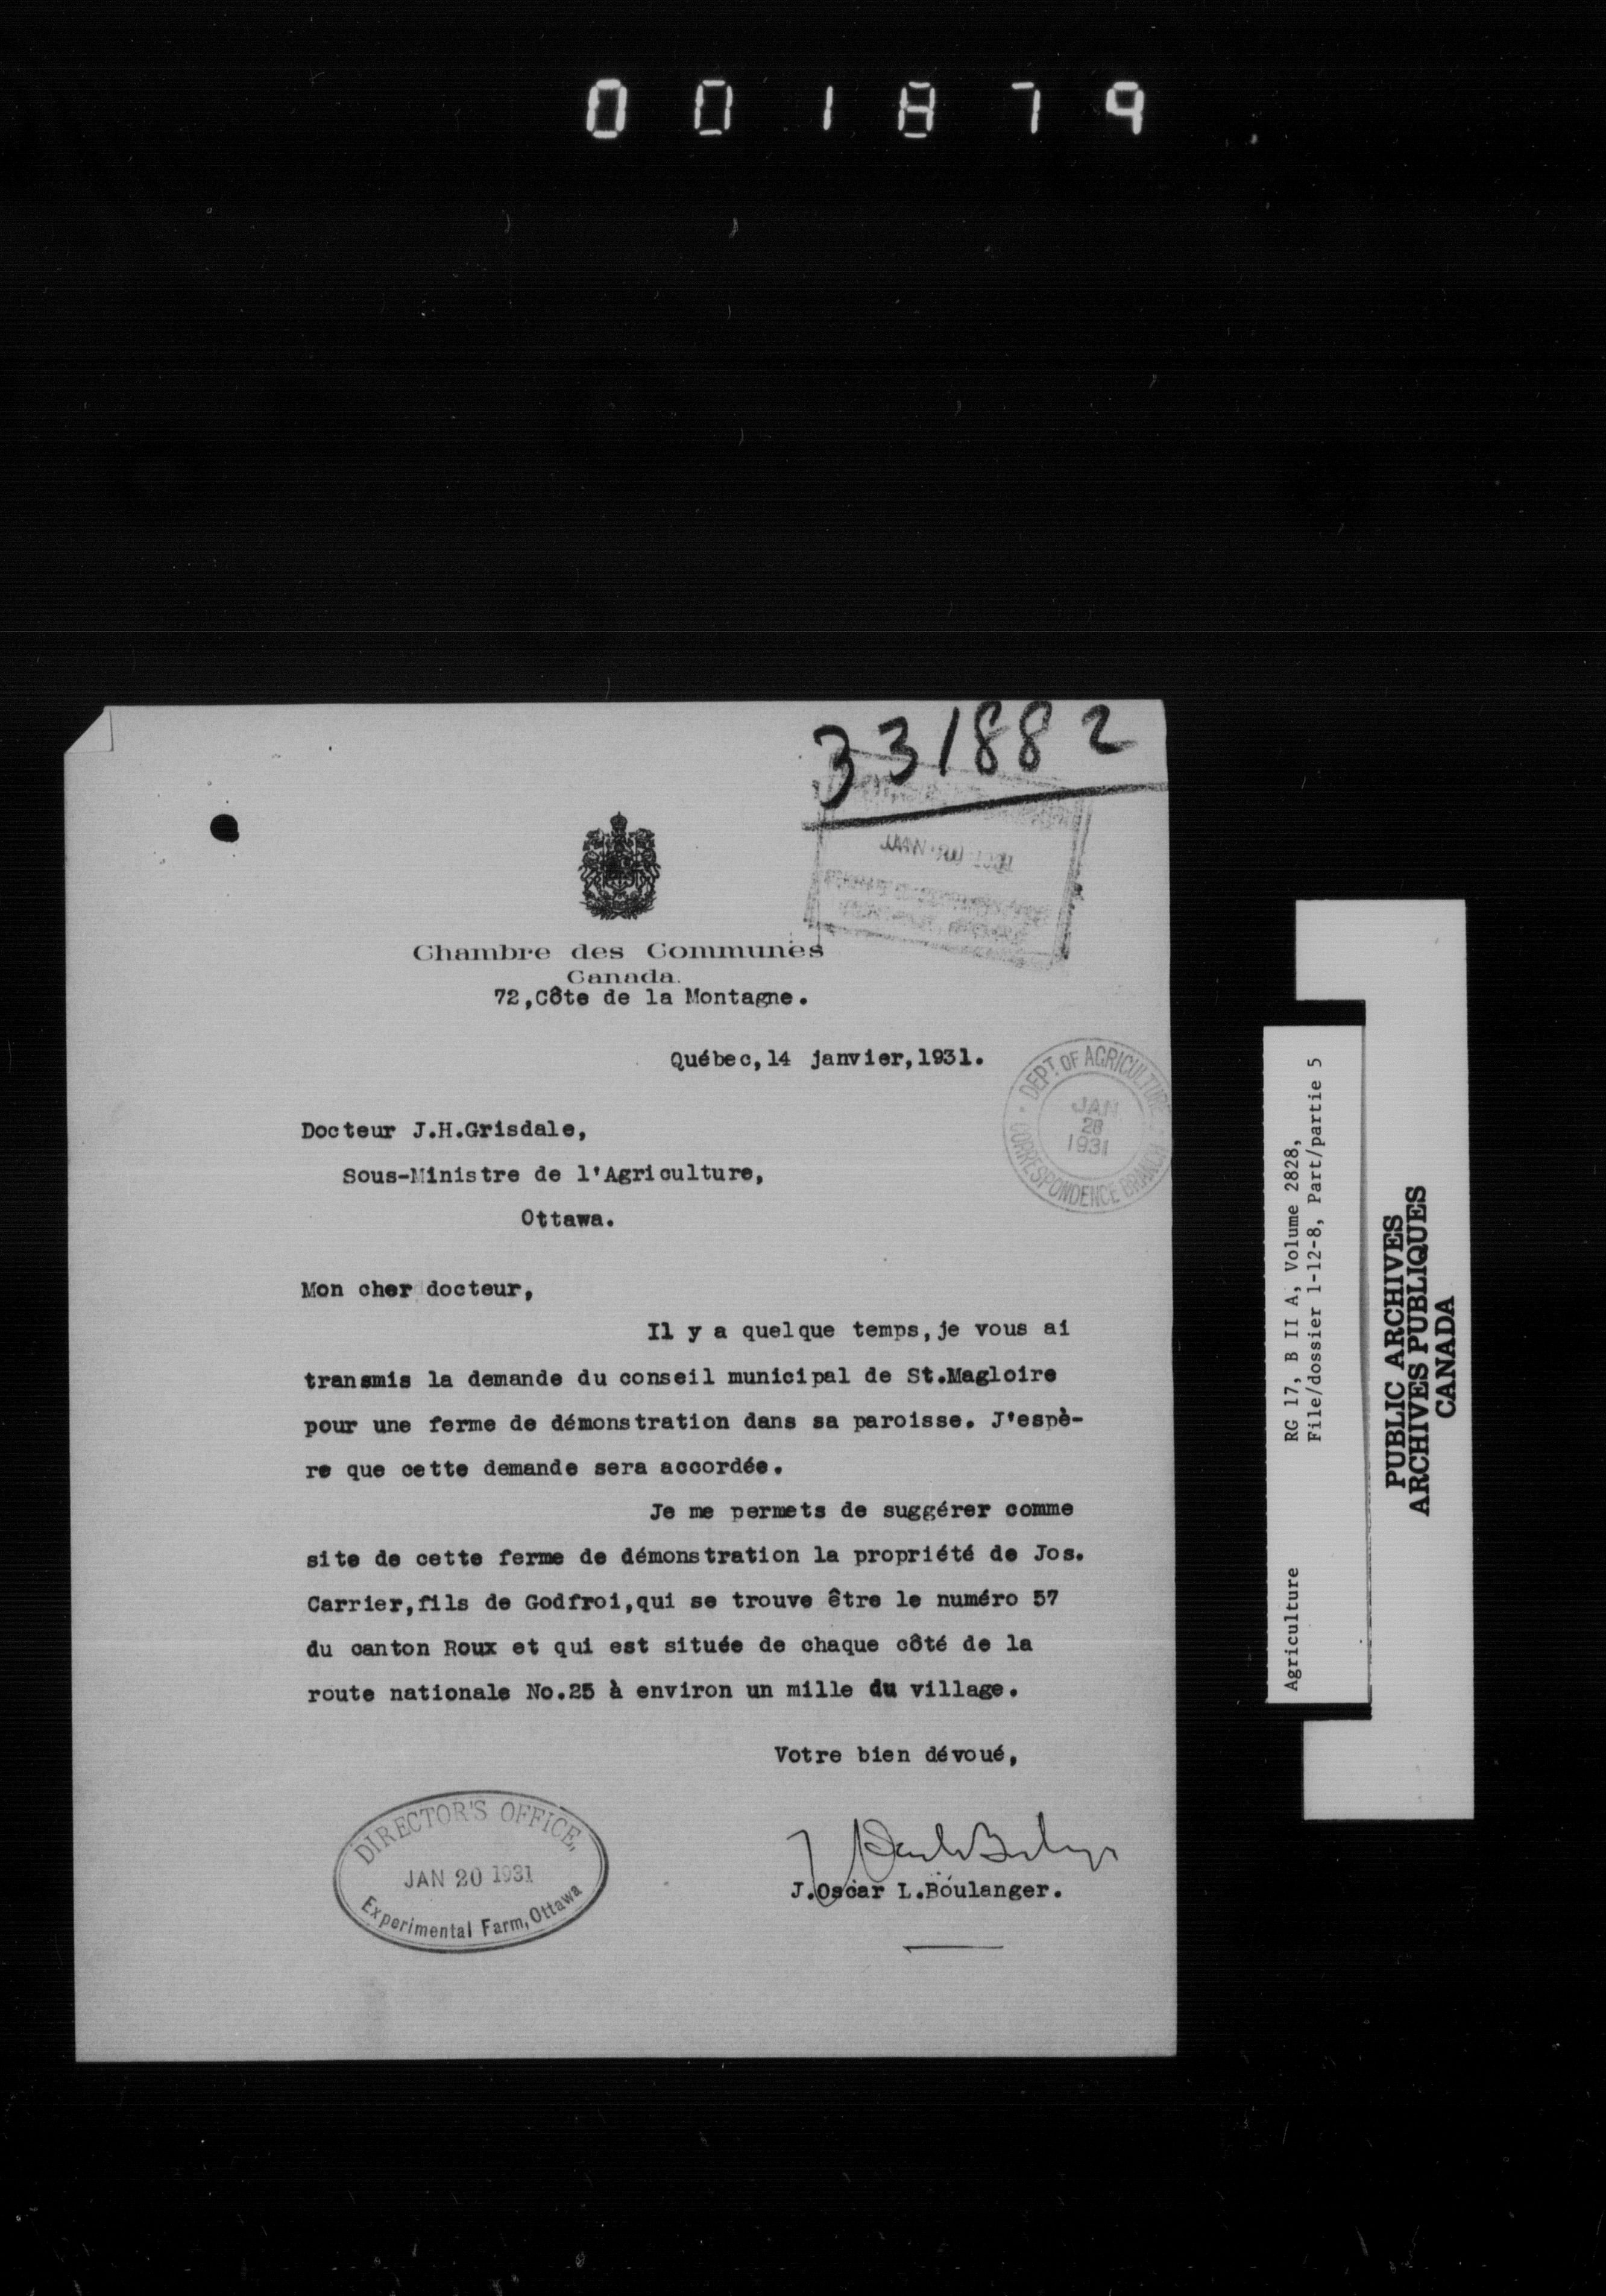 001879
331882
Chambre des Communes
Canada.
72,Côte de la Montagne.
Québec,14 janvier,1931.
DEPT. OF AGRICULTURE
JAN
28
1931
CORRESPONDENCE BRANCH
Docteur J.H.Grisdale,
Sous-Ministre de l'Agriculture,
Ottawa.
Mon cher docteur,
Il y a quelque temps,je vous ai
transmis la demande du conseil municipal de St.Magloire
pour une ferme de démonstration dans sa paroisse. J'espè-
re que cette demande sera accordée.
Je me permets de suggérer comme
site de cette ferme de démonstration la propriété de Jos.
Carrier,fils de Godfroi,qui se trouve être le numéro 57
du canton Roux et qui est située de chaque côté de la
route nationale No.25 à environ un mille du village.
Votre bien dévoué,
J.Oscar L.Boulanger.
DIRECTOR'S OFFICE,
JAN 20 1931
Experimental Farm, Ottawa
Agriculture RG 17, B II A, Volume 2828,
File/dossier 1-12-8, Part/partie 5
PUBLIC ARCHIVES
ARCHIVES PUBLIQUES
CANADA